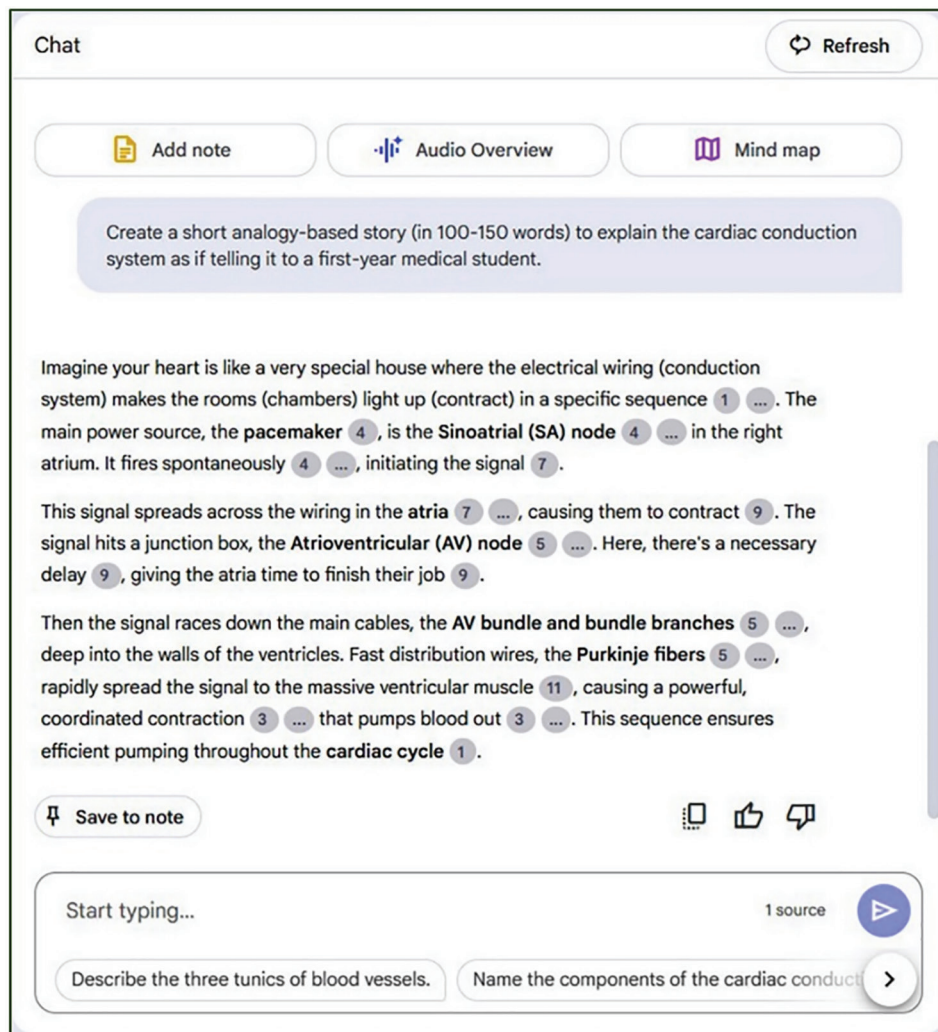 Chat
Refresh
Add note
Audio Overview
Mind map
Create a short analogy-based story (in 100-150 words) to explain the cardiac conduction
system as if telling it to a first-year medical student.
Imagine your heart is like a very special house where the electrical wiring (conduction
system) makes the rooms (chambers) light up (contract) in a specific sequence 1 ... . The
main power source, the pacemaker 4 , is the Sinoatrial (SA) node 4 ... in the right
atrium. It fires spontaneously 4 ... , initiating the signal 7 .
This signal spreads across the wiring in the atria 7 ... , causing them to contract 9 . The
signal hits a junction box, the Atrioventricular (AV) node 5 ... . Here, there's a necessary
delay 9 , giving the atria time to finish their job 9 .
Then the signal races down the main cables, the AV bundle and bundle branches 5 ... ,
deep into the walls of the ventricles. Fast distribution wires, the Purkinje fibers 5 ... ,
rapidly spread the signal to the massive ventricular muscle 11 , causing a powerful,
coordinated contraction 3 ... that pumps blood out 3 ... . This sequence ensures
efficient pumping throughout the cardiac cycle 1 .
Save to note
Start typing...
1 source
Describe the three tunics of blood vessels.
Name the components of the cardiac conducti